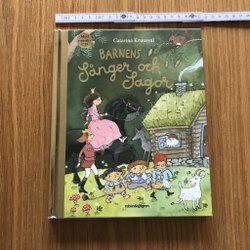 Catarina Kruusval
BARNENS
Sånger och
Sagor
rabén&sjögren